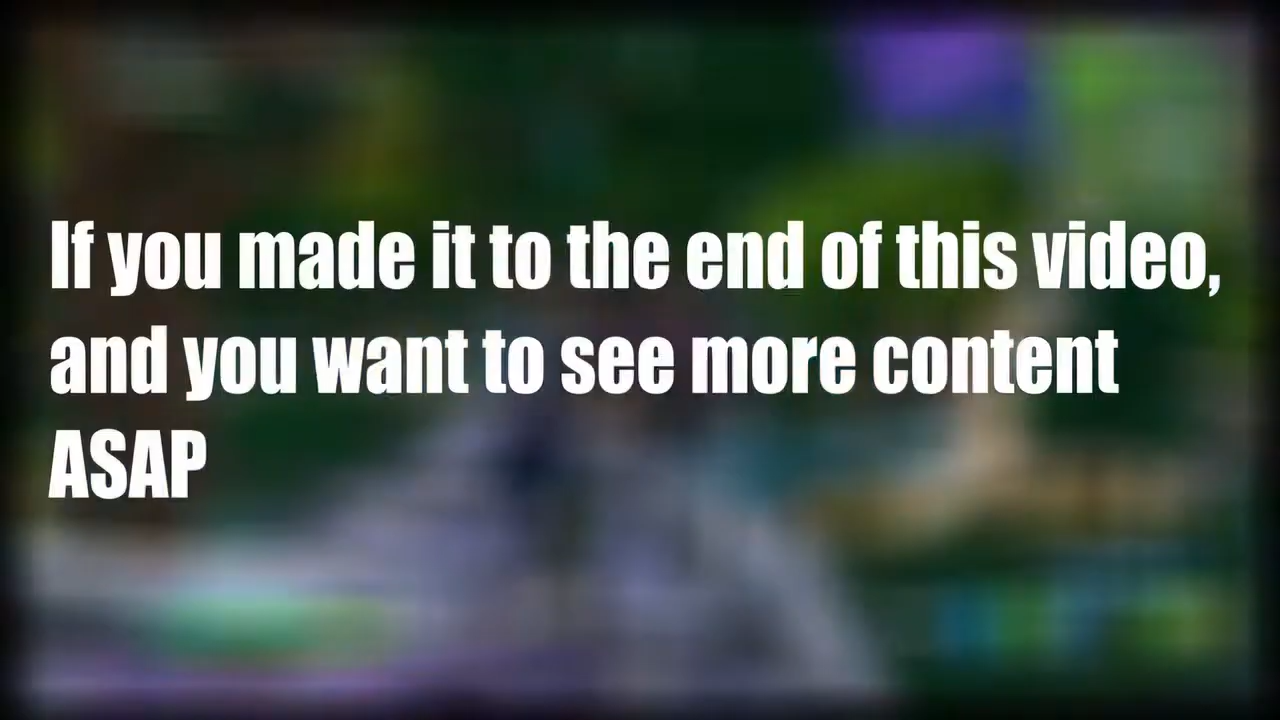 If you made it to the end of this video,
and you want to see more content
ASAP